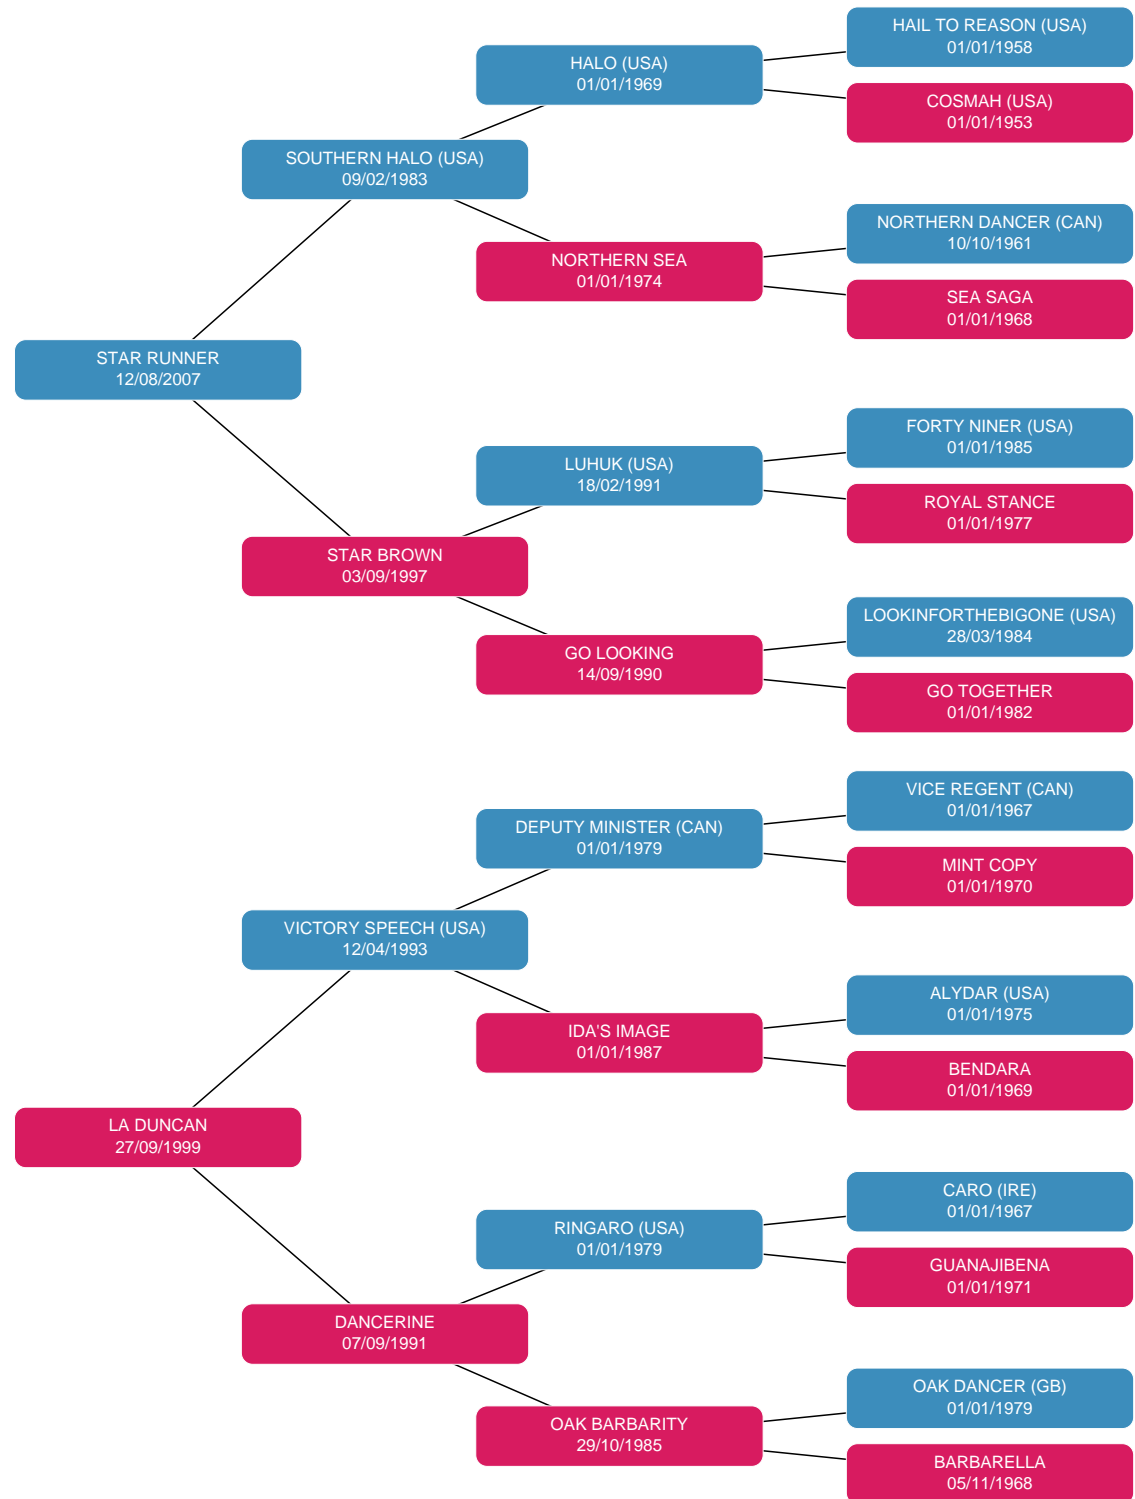 HAIL TO REASON (USA)
01/01/1958
HALO (USA)
01/01/1969
COSMAH (USA)
01/01/1953
SOUTHERN HALO (USA)
09/02/1983
NORTHERN DANCER (CAN)
10/10/1961
NORTHERN SEA
01/01/1974
SEA SAGA
01/01/1968
STAR RUNNER
12/08/2007
FORTY NINER (USA)
01/01/1985
LUHUK (USA)
18/02/1991
ROYAL STANCE
01/01/1977
STAR BROWN
03/09/1997
LOOKINFORTHEBIGONE (USA)
28/03/1984
GO LOOKING
14/09/1990
GO TOGETHER
01/01/1982
VICE REGENT (CAN)
01/01/1967
DEPUTY MINISTER (CAN)
01/01/1979
MINT COPY
01/01/1970
VICTORY SPEECH (USA)
12/04/1993
ALYDAR (USA)
01/01/1975
IDA'S IMAGE
01/01/1987
BENDARA
01/01/1969
LA DUNCAN
27/09/1999
CARO (IRE)
01/01/1967
RINGARO (USA)
01/01/1979
GUANAJIBENA
01/01/1971
DANCERINE
07/09/1991
OAK DANCER (GB)
01/01/1979
OAK BARBARITY
29/10/1985
BARBARELLA
05/11/1968